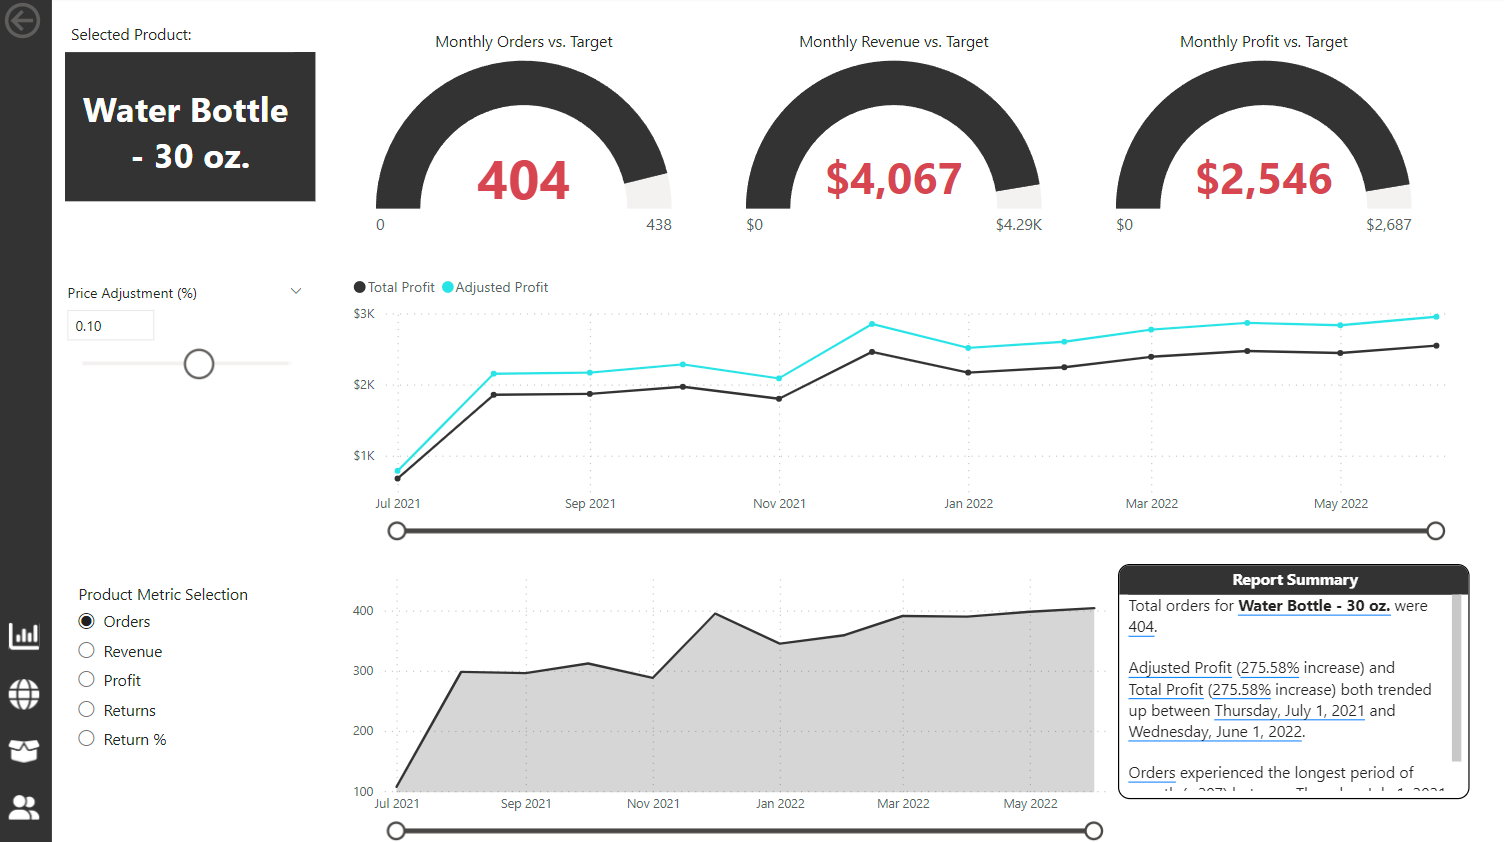 Selected Product:
Water Bottle
- 30 oz.
Monthly Orders vs. Target
404
0
438
Monthly Revenue vs. Target
$4,067
$0
$4.29K
Monthly Profit vs. Target
$2,546
$0
$2,687
Price Adjustment (%)
0.10
Total Profit Adjusted Profit
$3K
$2K
$1K
Jul 2021 Sep 2021 Nov 2021 Jan 2022 Mar 2022 May 2022
Product Metric Selection
Orders
Revenue
Profit
Returns
Return %
400
300
200
100
Jul 2021 Sep 2021 Nov 2021 Jan 2022 Mar 2022 May 2022
Report Summary
Total orders for Water Bottle - 30 oz. were
404.
Adjusted Profit (275.58% increase) and
Total Profit (275.58% increase) both trended
up between Thursday, July 1, 2021 and
Wednesday, June 1, 2022.
Orders experienced the longest period of